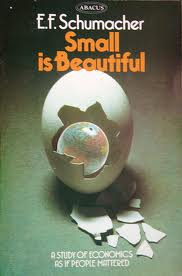 ABACUS
E.F. Schumacher
Small
is Beautiful
A STUDY OF ECONOMICS
AS IF PEOPLE MATTERED